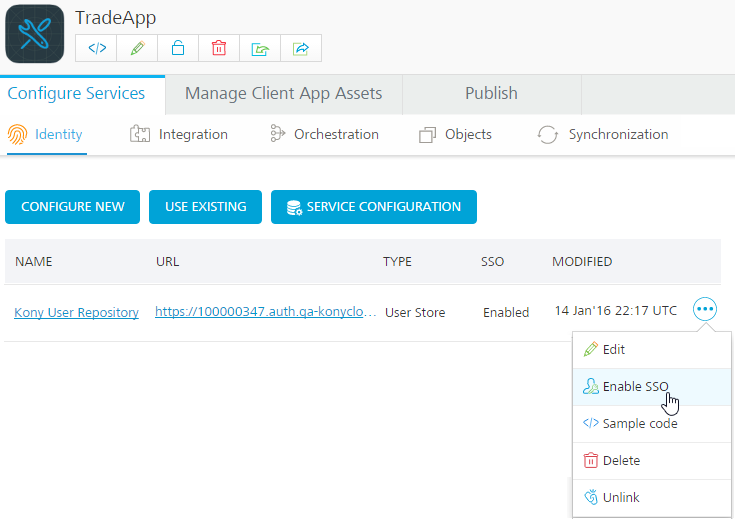 TradeApp
</>
Configure Services Manage Client App Assets Publish
Identity Integration Orchestration Objects Synchronization
CONFIGURE NEW USE EXISTING SERVICE CONFIGURATION
NAME URL TYPE SSO MODIFIED
Kony User Repository https://100000347.auth.qa-konyclo... User Store Enabled 14 Jan'16 22:17 UTC
Edit
Enable SSO
</> Sample code
Delete
Unlink